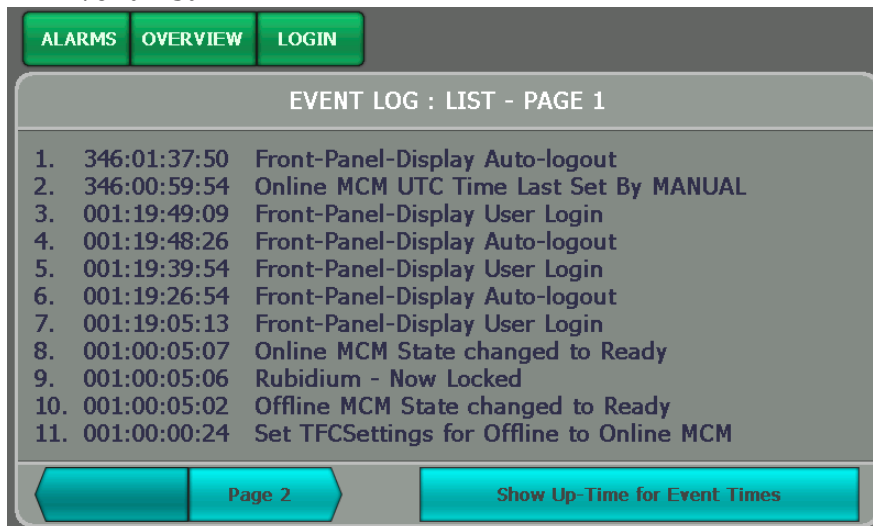 ALARMS OVERVIEW LOGIN
EVENT LOG : LIST - PAGE 1
1. 346:01:37:50 Front-Panel-Display Auto-logout
2. 346:00:59:54 Online MCM UTC Time Last Set By MANUAL
3. 001:19:49:09 Front-Panel-Display User Login
4. 001:19:48:26 Front-Panel-Display Auto-logout
5. 001:19:39:54 Front-Panel-Display User Login
6. 001:19:26:54 Front-Panel-Display Auto-logout
7. 001:19:05:13 Front-Panel-Display User Login
8. 001:00:05:07 Online MCM State changed to Ready
9. 001:00:05:06 Rubidium - Now Locked
10. 001:00:05:02 Offline MCM State changed to Ready
11. 001:00:00:24 Set TFCSettings for Offline to Online MCM
Page 2 Show Up-Time for Event Times